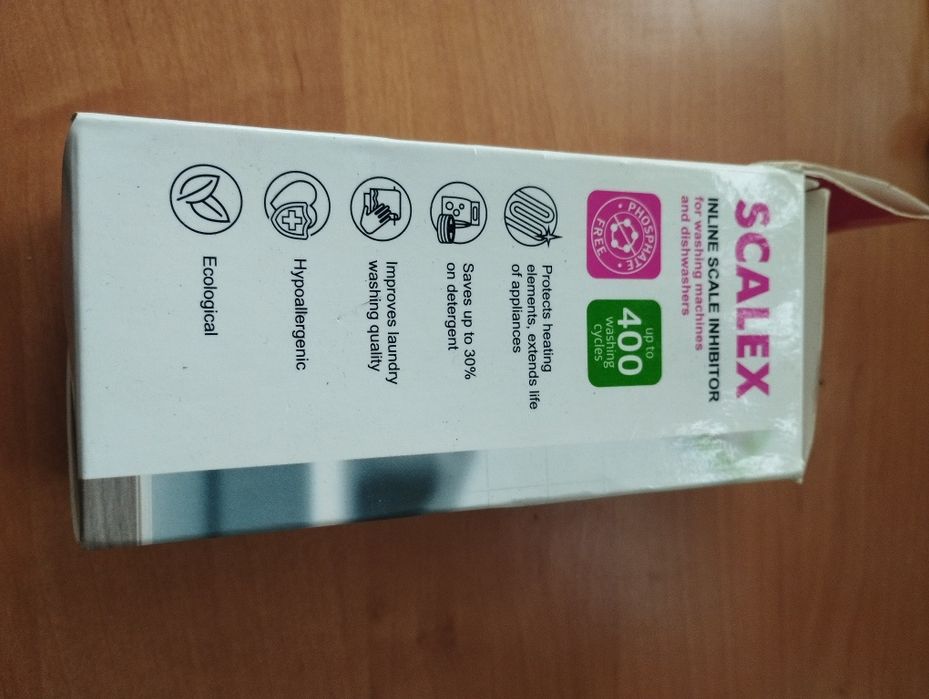 SCALEX
INLINE SCALE INHIBITOR
for washing machines
and dishwashers
PHOSPHATE
FREE
up to
400
washing
cycles
Protects heating
elements, extends life
of appliances
Saves up to 30%
on detergent
Improves laundry
washing quality
Hypoallergenic
Ecological